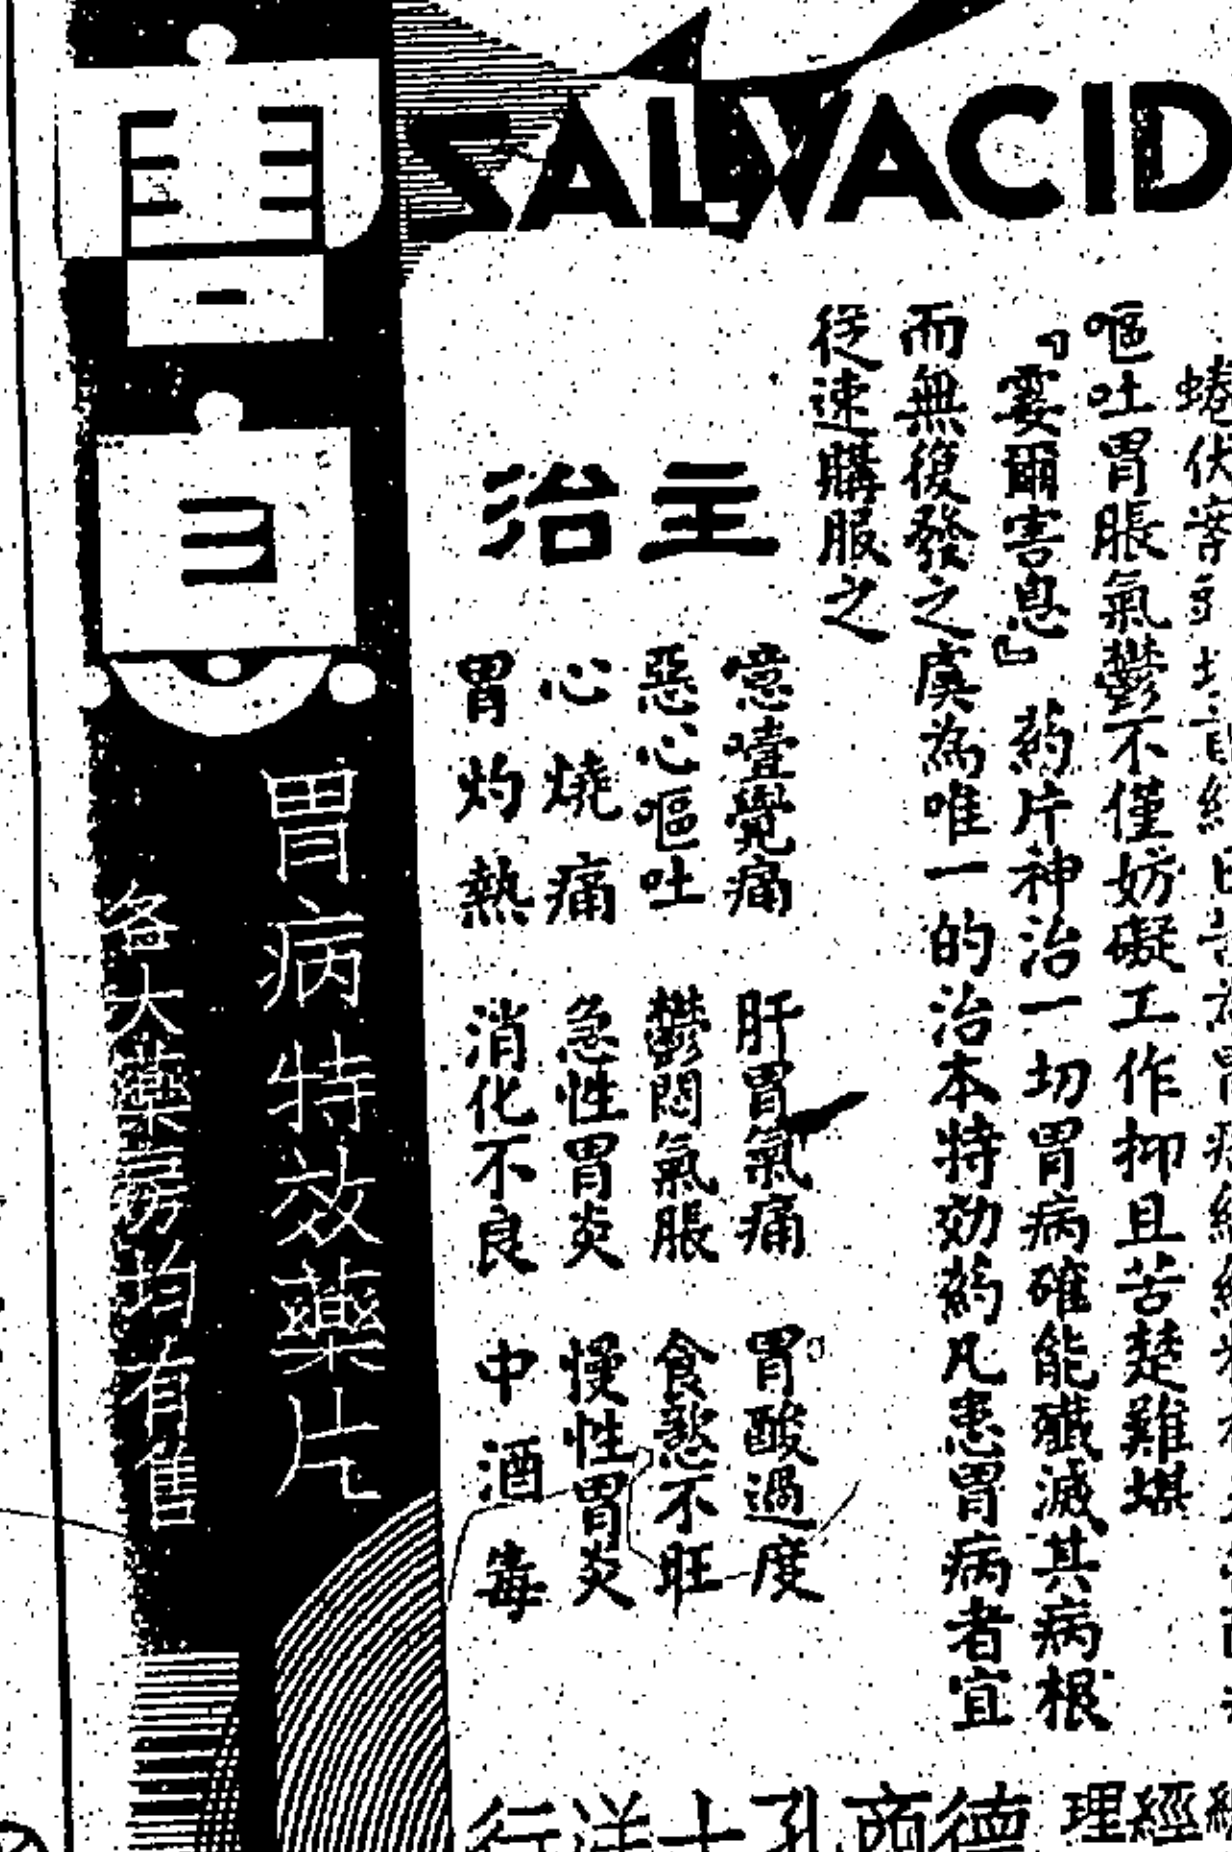 SALVACID
嘔吐胃脹氣鬱不僅妨礙工作抑且苦楚難堪
『霎爾害息』葯片神治一切胃病確能殲滅其病根
而無復發之虞為唯一的治本特効葯凡患胃病者宜
從速購服之
主治
噫噎覺痛 肝胃氣痛 胃酸過度
惡心嘔吐 鬱悶氣脹 食慾不旺
心燒痛 急性胃炎 慢性胃炎
胃灼熱 消化不良 中酒毒
胃病特效藥片
各大藥房均有售
經理
德商孔士洋行